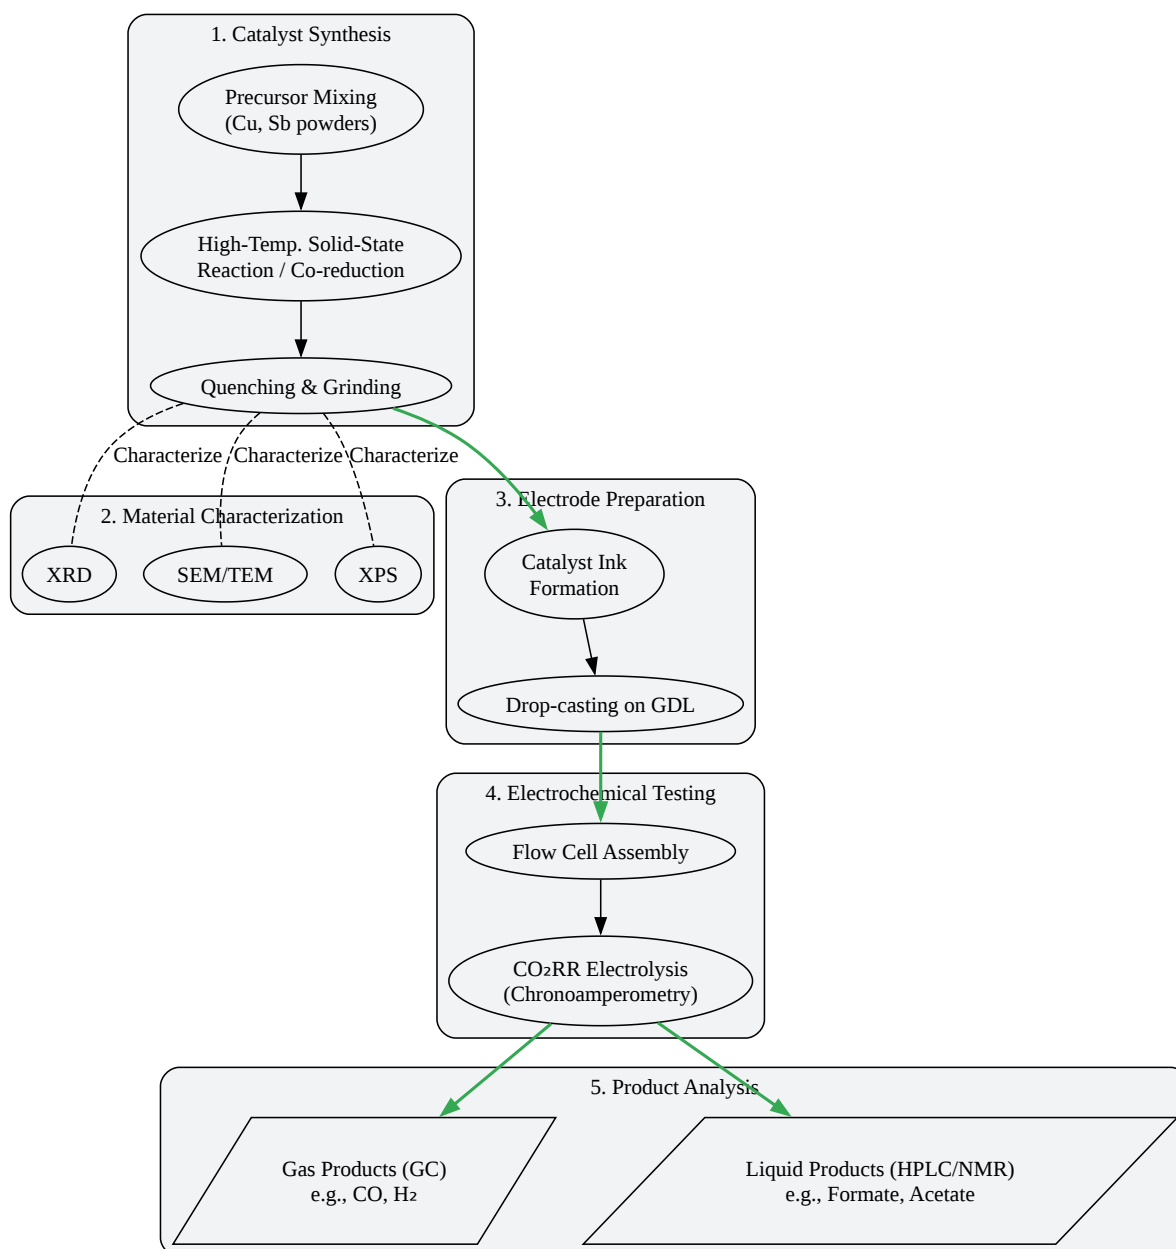 1. Catalyst Synthesis
Precursor Mixing
(Cu, Sb powders)
High-Temp. Solid-State
Reaction / Co-reduction
Quenching & Grinding
Characterize
Characterize
Characterize
2. Material Characterization
XRD
SEM/TEM
XPS
3. Electrode Preparation
Catalyst Ink
Formation
Drop-casting on GDL
4. Electrochemical Testing
Flow Cell Assembly
CO₂RR Electrolysis
(Chronoamperometry)
5. Product Analysis
Gas Products (GC)
e.g., CO, H₂
Liquid Products (HPLC/NMR)
e.g., Formate, Acetate